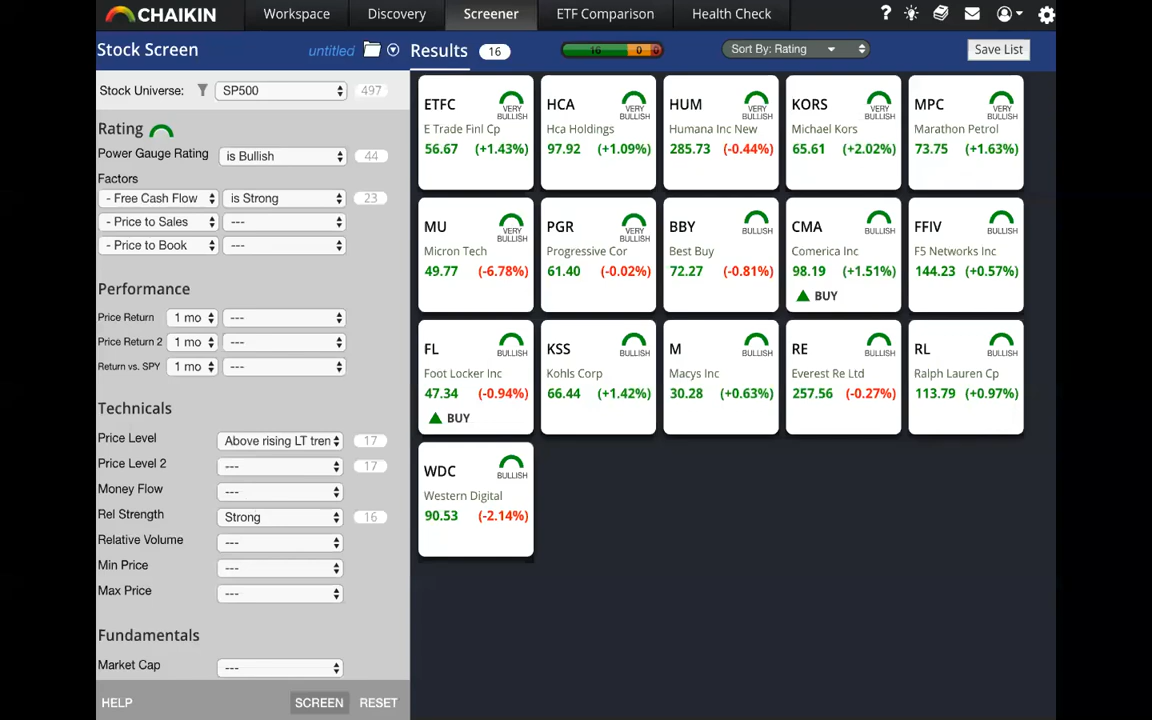 CHAIKIN Workspace Discovery Screener ETF Comparison Health Check ?
Stock Screen untitled Results 16 16 0 0 Sort By: Rating Save List
Stock Universe: SP500 497
Rating
Power Gauge Rating is Bullish 44
Factors
- Free Cash Flow is Strong 23
- Price to Sales ---
- Price to Book ---
Performance
Price Return 1 mo ---
Price Return 2 1 mo ---
Return vs. SPY 1 mo ---
Technicals
Price Level Above rising LT tren 17
Price Level 2 --- 17
Money Flow ---
Rel Strength Strong 16
Relative Volume ---
Min Price ---
Max Price ---
Fundamentals
Market Cap ---
HELP SCREEN RESET
ETFC VERY BULLISH
E Trade Finl Cp
56.67 (+1.43%)
HCA VERY BULLISH
Hca Holdings
97.92 (+1.09%)
HUM VERY BULLISH
Humana Inc New
285.73 (-0.44%)
KORS VERY BULLISH
Michael Kors
65.61 (+2.02%)
MPC VERY BULLISH
Marathon Petrol
73.75 (+1.63%)
MU VERY BULLISH
Micron Tech
49.77 (-6.78%)
PGR VERY BULLISH
Progressive Cor
61.40 (-0.02%)
BBY BULLISH
Best Buy
72.27 (-0.81%)
CMA BULLISH
Comerica Inc
98.19 (+1.51%)
BUY
FFIV BULLISH
F5 Networks Inc
144.23 (+0.57%)
FL BULLISH
Foot Locker Inc
47.34 (-0.94%)
BUY
KSS BULLISH
Kohls Corp
66.44 (+1.42%)
M BULLISH
Macys Inc
30.28 (+0.63%)
RE BULLISH
Everest Re Ltd
257.56 (-0.27%)
RL BULLISH
Ralph Lauren Cp
113.79 (+0.97%)
WDC BULLISH
Western Digital
90.53 (-2.14%)